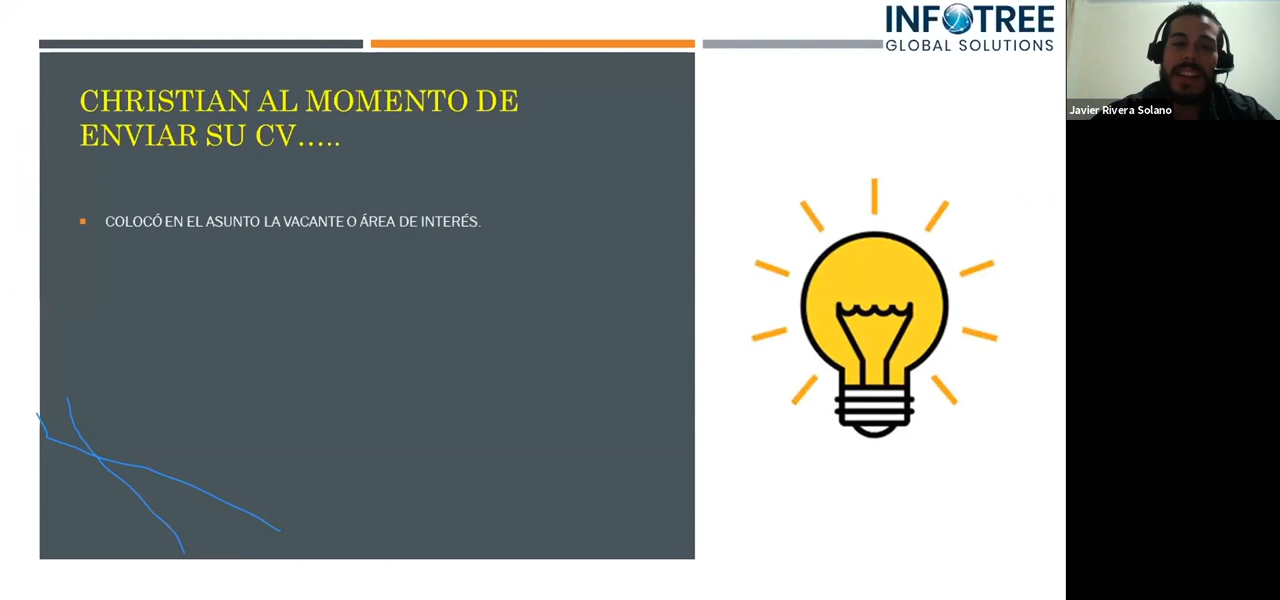 INFOTREE
GLOBAL SOLUTIONS
CHRISTIAN AL MOMENTO DE
ENVIAR SU CV.....
COLOCÓ EN EL ASUNTO LA VACANTE O ÁREA DE INTERÉS.
Javier Rivera Solano